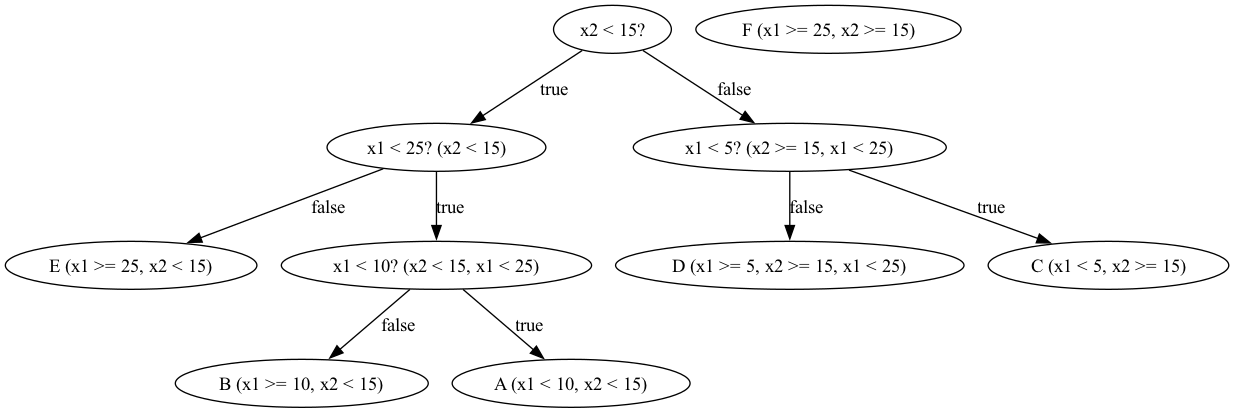 x2 < 15?
F (x1 >= 25, x2 >= 15)
true
false
x1 < 25? (x2 < 15)
x1 < 5? (x2 >= 15, x1 < 25)
false
true
false
true
E (x1 >= 25, x2 < 15)
x1 < 10? (x2 < 15, x1 < 25)
D (x1 >= 5, x2 >= 15, x1 < 25)
C (x1 < 5, x2 >= 15)
false
true
B (x1 >= 10, x2 < 15)
A (x1 < 10, x2 < 15)